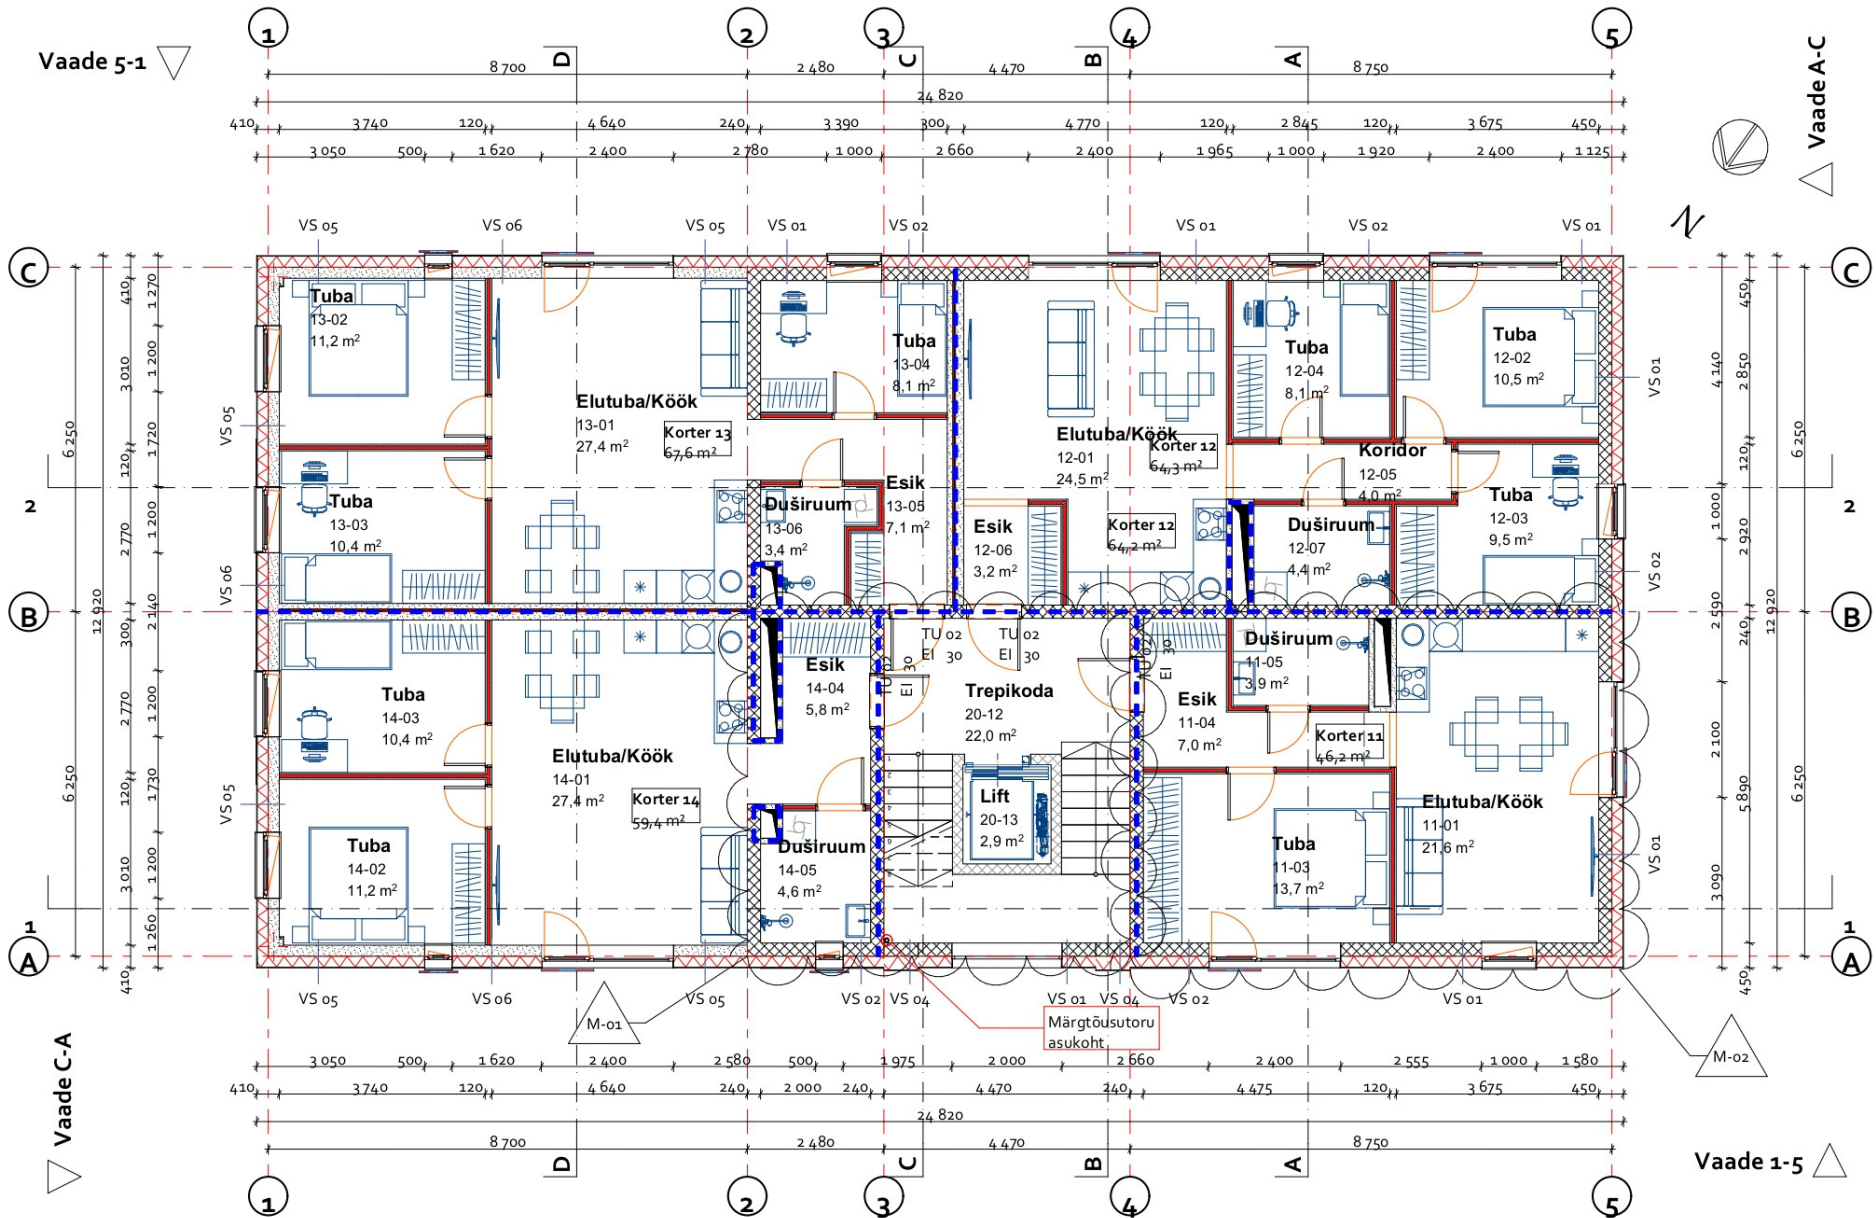 1 2 3 4 5
Vaade 5-1
Vaade A-C
D C B A
8 700 2 480 4 470 8 750
24 820
410 3 740 120 4 640 240 3 390 300 4 770 120 2 845 120 3 675 450
3 050 500 1 620 2 400 2 780 1 000 2 660 2 400 1 965 1 000 1 920 2 400 1 125
N
VS 05 VS 06 VS 05 VS 01 VS 02 VS 01 VS 02 VS 01
C C
B B
A A
2 2
1 1
12 920
6 250
6 250
410
3 010
120
2 770
300
2 770
120
3 010
410
1 270
1 200
1 720
1 200
2 140
1 200
1 730
1 200
1 260
VS 05
VS 06
VS 05
Tuba
13-02
11,2 m²
Tuba
13-03
10,4 m²
Elutuba/Köök
13-01
27,4 m²
Korter 13
67,6 m²
Tuba
13-04
8,1 m²
Esik
13-05
7,1 m²
Duširuum
13-06
3,4 m²
Elutuba/Köök
12-01
24,5 m²
Korter 12
64,3 m²
Korter 12
64,2 m²
Esik
12-06
3,2 m²
Tuba
12-04
8,1 m²
Tuba
12-02
10,5 m²
Koridor
12-05
4,0 m²
Tuba
12-03
9,5 m²
Duširuum
12-07
4,4 m²
Tuba
14-03
10,4 m²
Tuba
14-02
11,2 m²
Elutuba/Köök
14-01
27,4 m²
Korter 14
59,4 m²
Esik
14-04
5,8 m²
Duširuum
14-05
4,6 m²
TU 02
EI 30
TU 02
EI 30
TU 02
EI 30
TU 02
EI 30
Trepikoda
20-12
22,0 m²
Lift
20-13
2,9 m²
Esik
11-04
7,0 m²
Duširuum
11-05
3,9 m²
Korter 11
46,2 m²
Tuba
11-03
13,7 m²
Elutuba/Köök
11-01
21,6 m²
VS 01
VS 02
VS 01
450
4 140
120
1 000
2 590
240
2 100
3 090
450
2 850
2 920
5 890
12 920
6 250
6 250
VS 05 VS 06 VS 05 VS 02 VS 04 VS 01 VS 04 VS 02 VS 01
M-01
Märgtõusutoru
asukoht
M-02
3 050 500 1 620 2 400 2 580 500 1 975 2 000 2 660 2 400 2 555 1 000 1 580
410 3 740 120 4 640 240 2 000 240 4 470 240 4 475 120 3 675 450
24 820
8 700 2 480 4 470 8 750
D C B A
Vaade C-A
Vaade 1-5
1 2 3 4 5